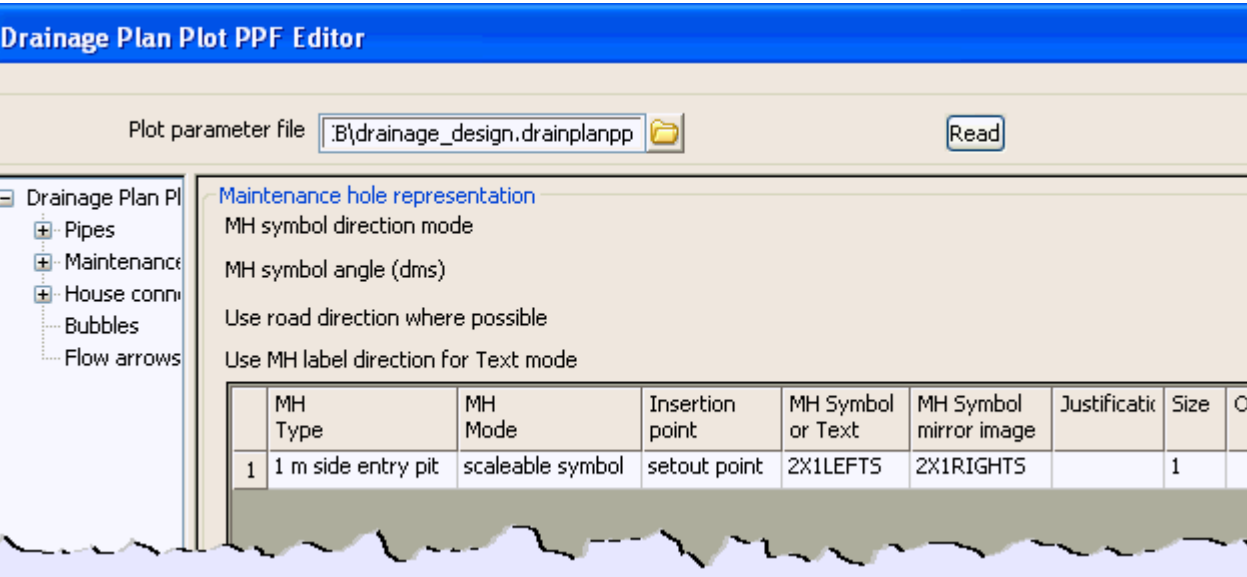 Drainage Plan Plot PPF Editor
Plot parameter file :B\drainage_design.drainplanpp Read
Drainage Plan Pl
Pipes
Maintenance
House conn
Bubbles
Flow arrows
Maintenance hole representation
MH symbol direction mode
MH symbol angle (dms)
Use road direction where possible
Use MH label direction for Text mode
MH Type MH Mode Insertion point MH Symbol or Text MH Symbol mirror image Justificatic Size
1 1 m side entry pit scaleable symbol setout point 2X1LEFTS 2X1RIGHTS 1